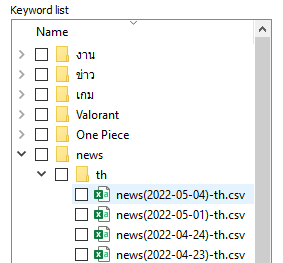 Keyword list
Name
งาน
ข่าว
เกม
Valorant
One Piece
news
th
news(2022-05-04)-th.csv
news(2022-05-01)-th.csv
news(2022-04-24)-th.csv
news(2022-04-23)-th.csv